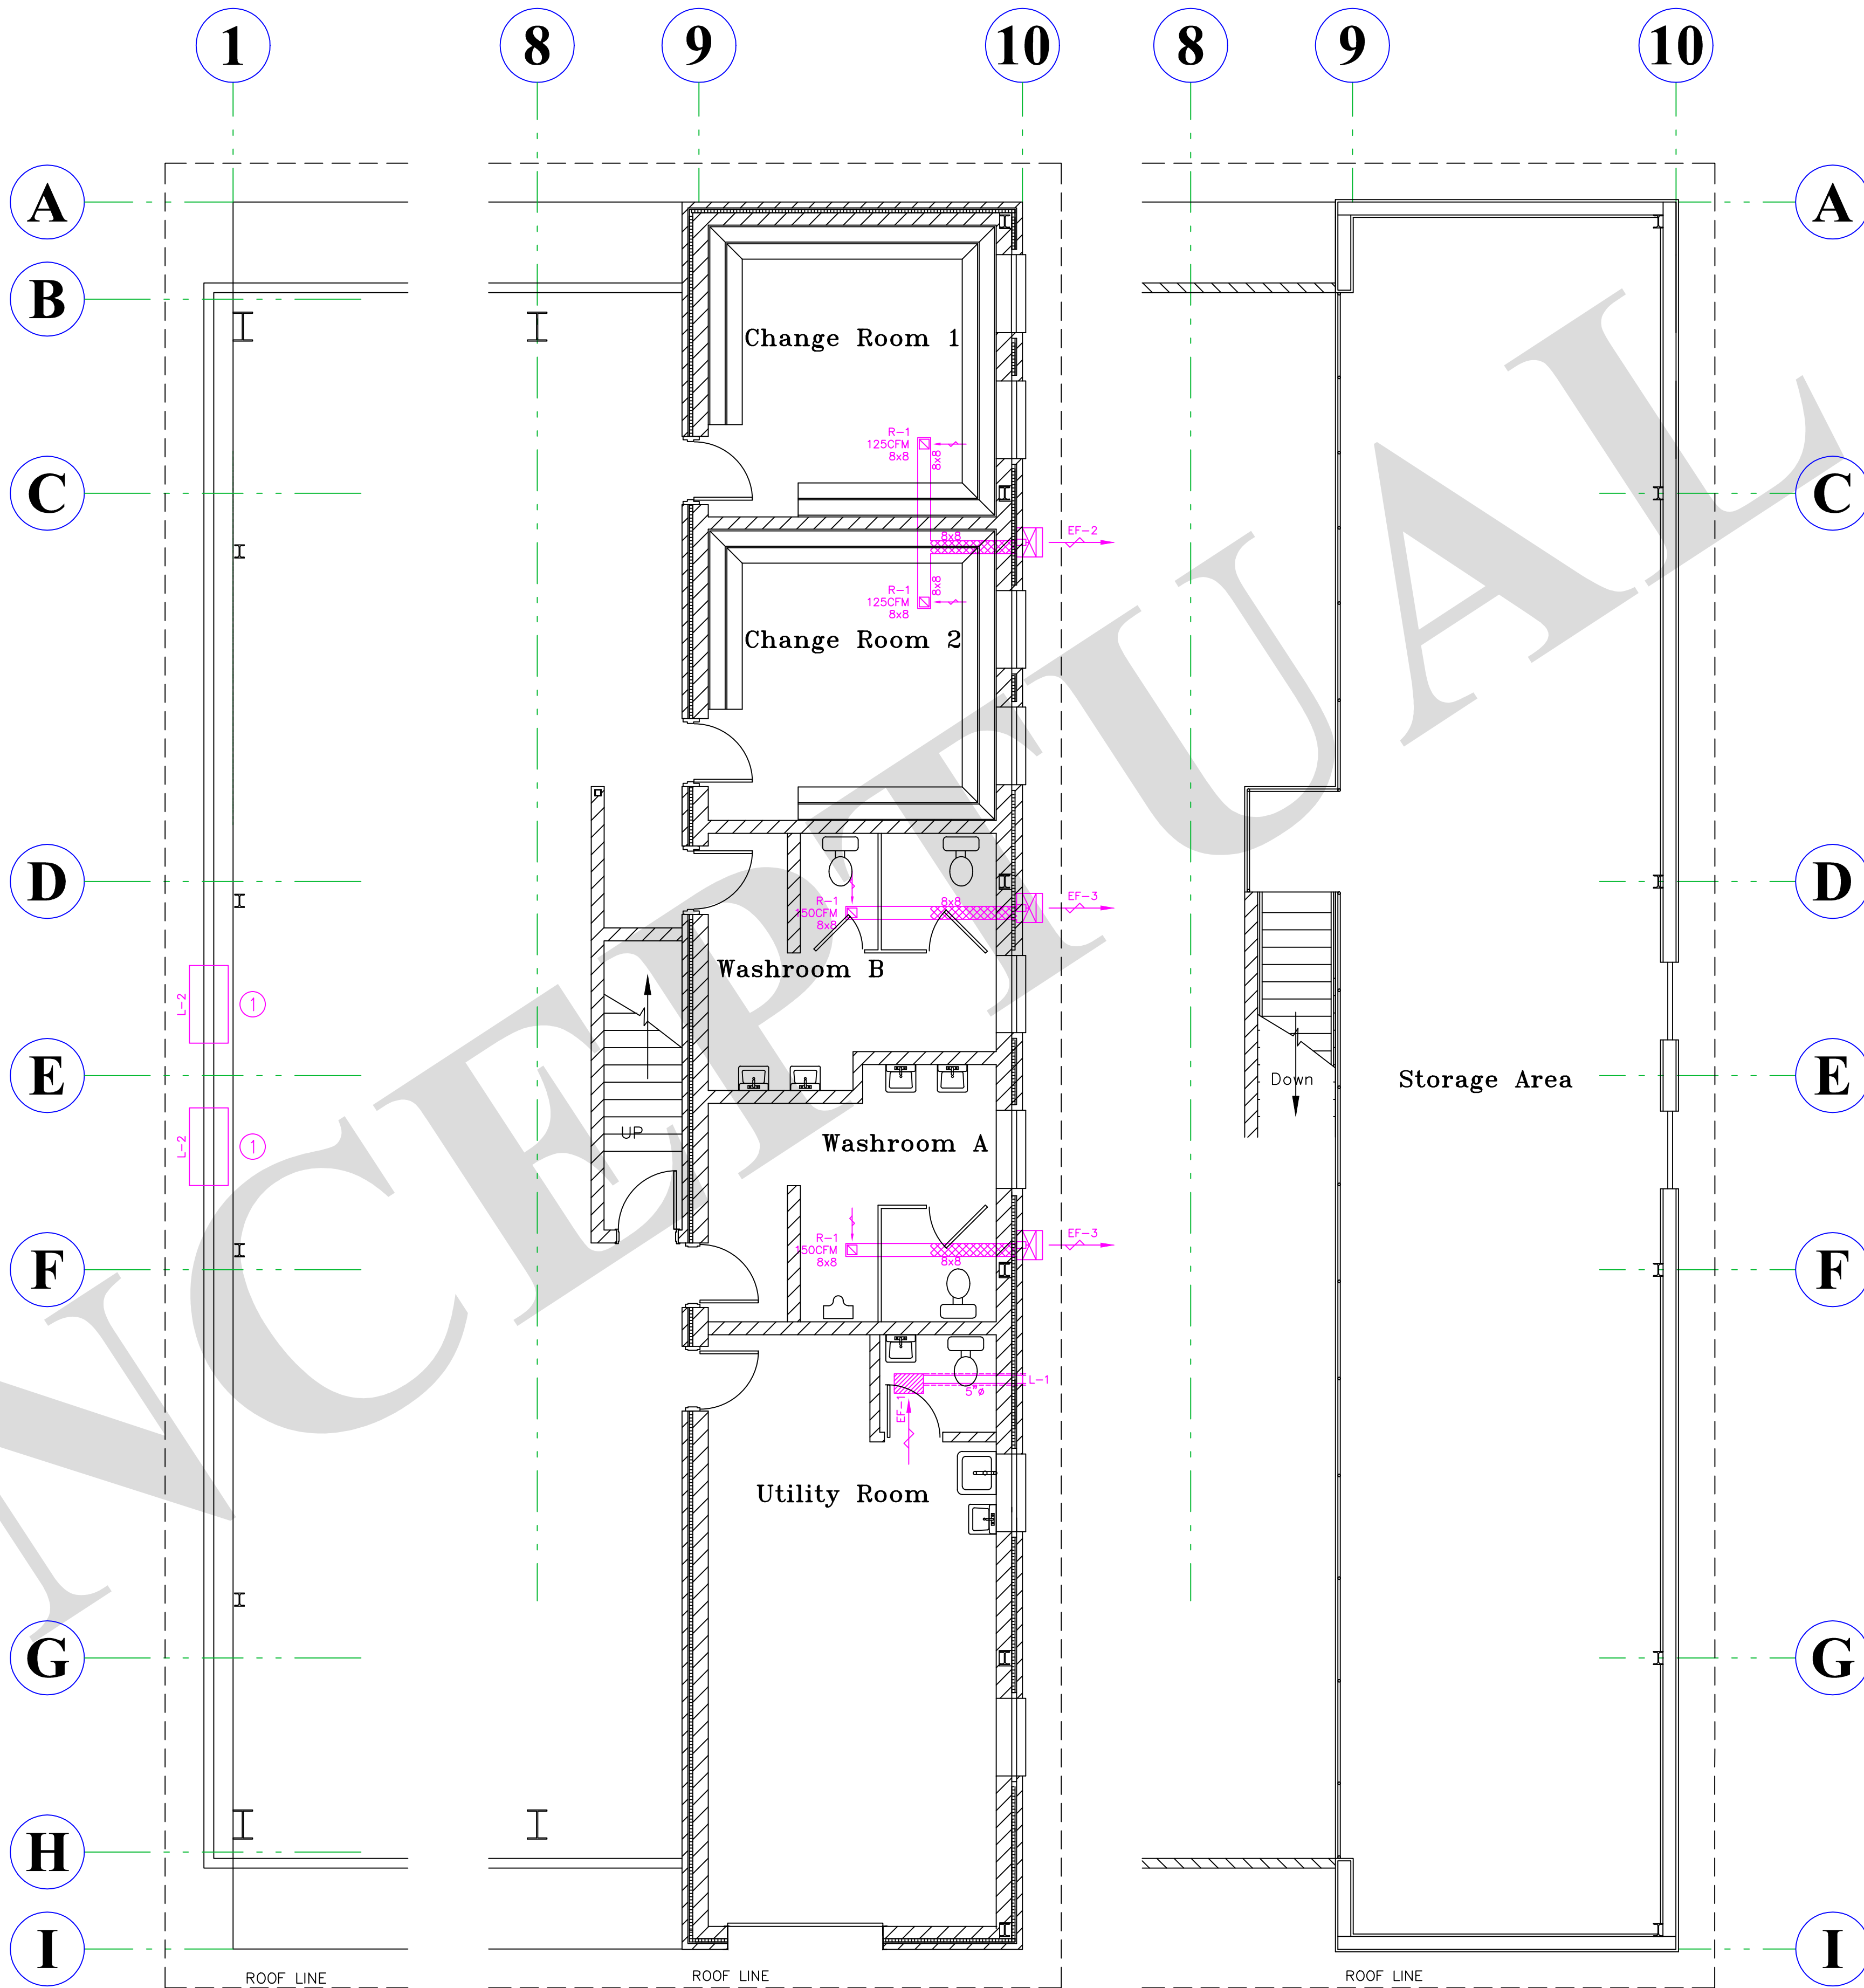 1
8
9
10
8
9
10
A
A
B
Change Room 1
R-1
125CFM
8x8
8x8
C
C
8x8
EF-2
8x8
R-1
125CFM
8x8
Change Room 2
D
D
R-1
150CFM
8x8
8x8
EF-3
Washroom B
L-2
1
E
Down
Storage Area
E
L-2
1
UP
Washroom A
F
R-1
150CFM
8x8
8x8
EF-3
F
L-1
5"ø
EF-1
Utility Room
G
G
H
I
I
ROOF LINE
ROOF LINE
ROOF LINE
NCEPTUAL